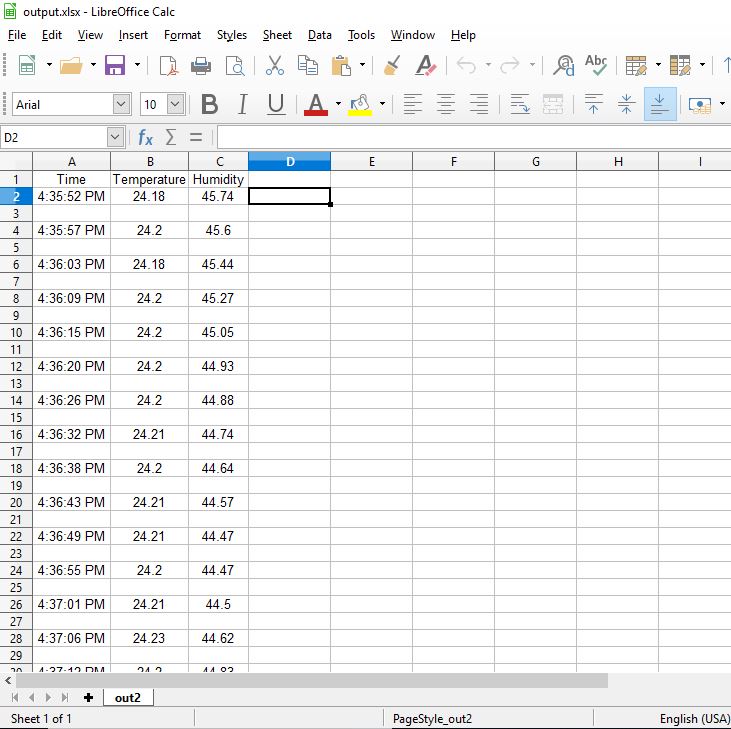 output.xlsx - LibreOffice Calc
File Edit View Insert Format Styles Sheet Data Tools Window Help
Abc
Arial 10 B I U A
D2 fx Σ =
A B C D E F G H I
1 Time Temperature Humidity
2 4:35:52 PM 24.18 45.74
3
4 4:35:57 PM 24.2 45.6
5
6 4:36:03 PM 24.18 45.44
7
8 4:36:09 PM 24.2 45.27
9
10 4:36:15 PM 24.2 45.05
11
12 4:36:20 PM 24.2 44.93
13
14 4:36:26 PM 24.2 44.88
15
16 4:36:32 PM 24.21 44.74
17
18 4:36:38 PM 24.2 44.64
19
20 4:36:43 PM 24.21 44.57
21
22 4:36:49 PM 24.21 44.47
23
24 4:36:55 PM 24.2 44.47
25
26 4:37:01 PM 24.21 44.5
27
28 4:37:06 PM 24.23 44.62
29
out2
Sheet 1 of 1 PageStyle_out2 English (USA)